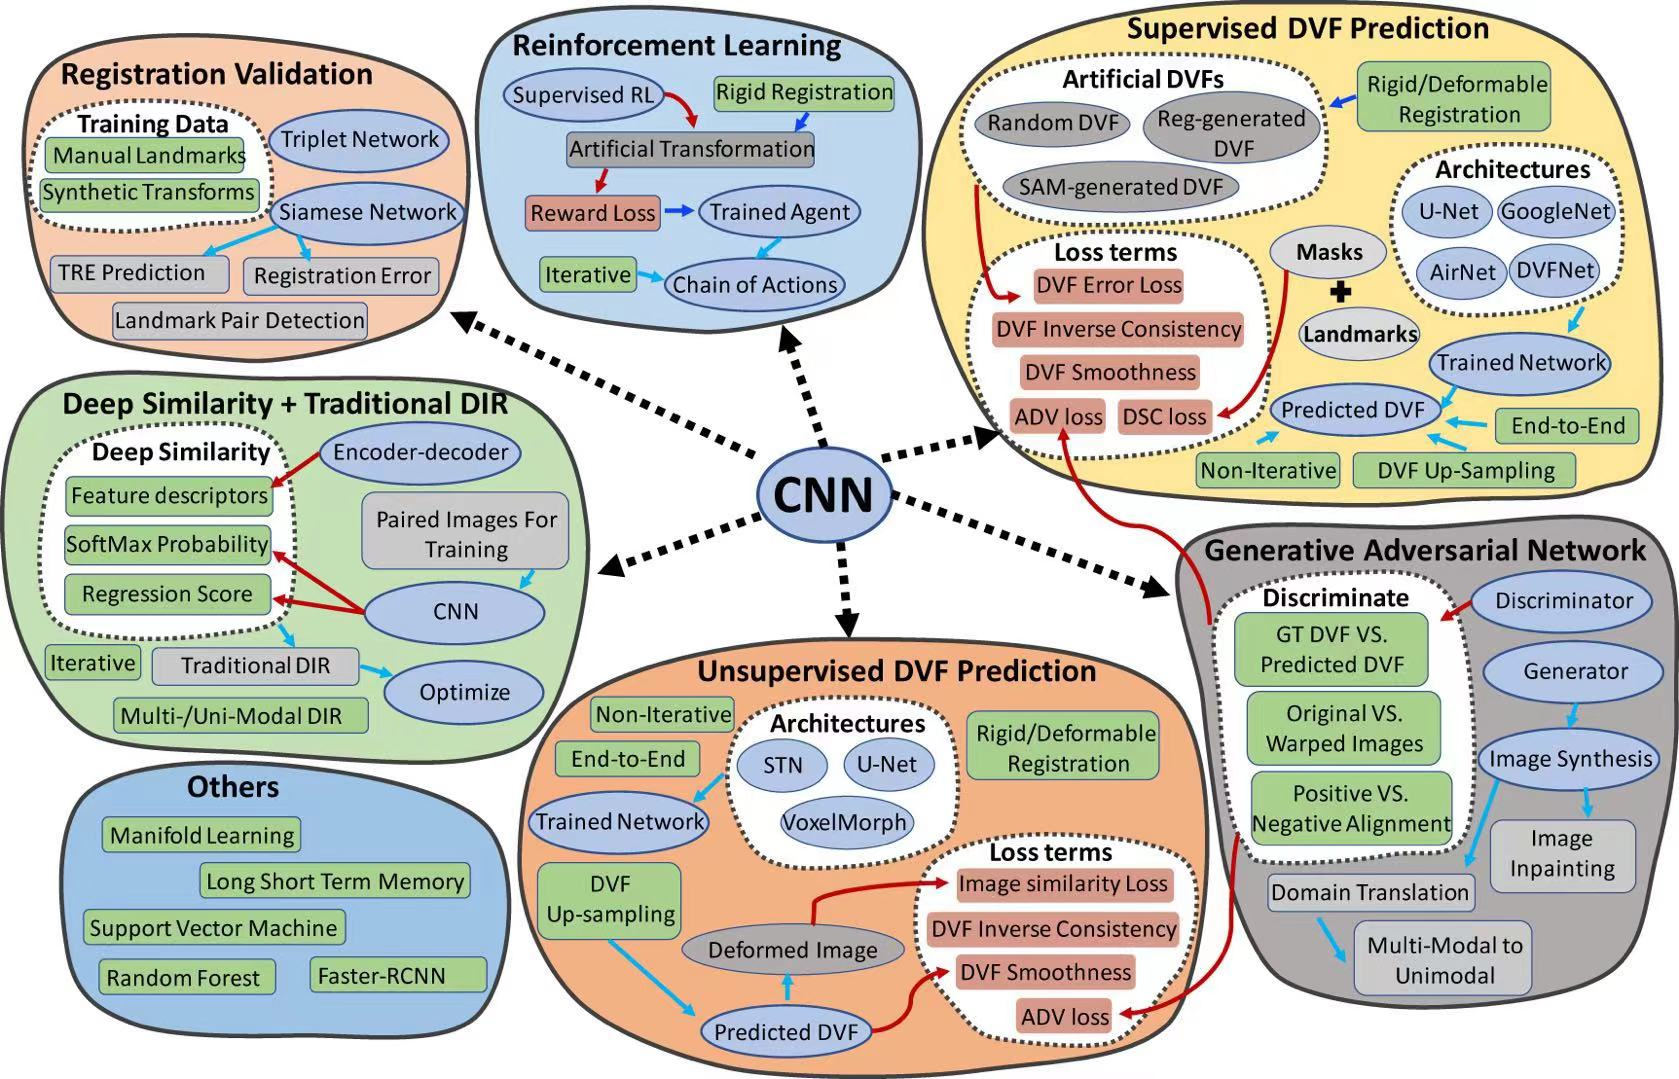 Registration Validation
Training Data
Manual Landmarks
Synthetic Transforms
Triplet Network
Siamese Network
TRE Prediction
Registration Error
Landmark Pair Detection
Reinforcement Learning
Supervised RL
Rigid Registration
Artificial Transformation
Reward Loss
Trained Agent
Iterative
Chain of Actions
Supervised DVF Prediction
Artificial DVFs
Random DVF
Reg-generated
DVF
SAM-generated DVF
Rigid/Deformable
Registration
Architectures
U-Net
GoogleNet
AirNet
DVFNet
Loss terms
DVF Error Loss
DVF Inverse Consistency
DVF Smoothness
ADV loss
DSC loss
Masks
+
Landmarks
Trained Network
Predicted DVF
End-to-End
Non-Iterative
DVF Up-Sampling
CNN
Deep Similarity + Traditional DIR
Deep Similarity
Feature descriptors
SoftMax Probability
Regression Score
Encoder-decoder
Paired Images For
Training
CNN
Iterative
Traditional DIR
Optimize
Multi-/Uni-Modal DIR
Generative Adversarial Network
Discriminate
GT DVF VS.
Predicted DVF
Original VS.
Warped Images
Positive VS.
Negative Alignment
Discriminator
Generator
Image Synthesis
Image
Inpainting
Domain Translation
Multi-Modal to
Unimodal
Unsupervised DVF Prediction
Non-Iterative
End-to-End
Architectures
STN
U-Net
VoxelMorph
Rigid/Deformable
Registration
Trained Network
DVF
Up-sampling
Deformed Image
Predicted DVF
Loss terms
Image similarity Loss
DVF Inverse Consistency
DVF Smoothness
ADV loss
Others
Manifold Learning
Long Short Term Memory
Support Vector Machine
Random Forest
Faster-RCNN